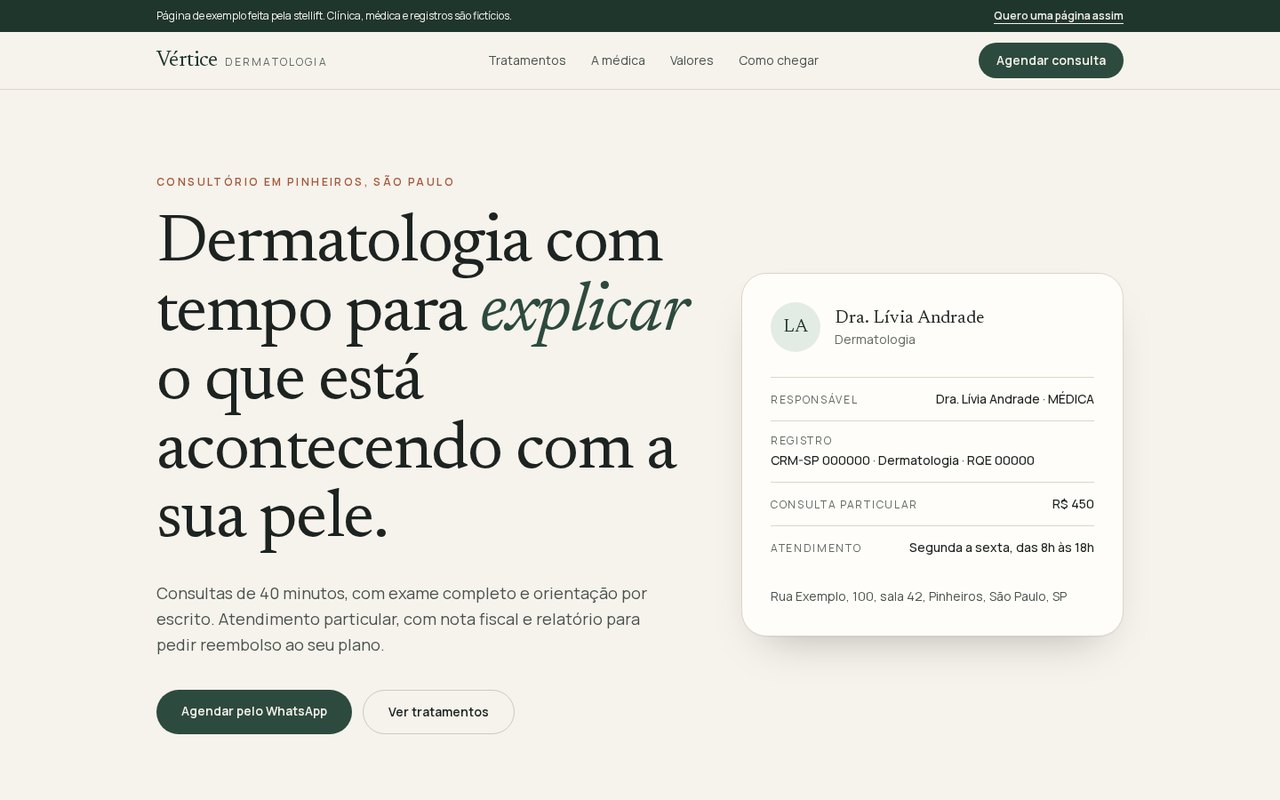 Página de exemplo feita pela stellift. Clínica, médica e registros são fictícios.
Quero uma página assim
Vértice DERMATOLOGIA
Tratamentos
A médica
Valores
Como chegar
Agendar consulta
CONSULTÓRIO EM PINHEIROS, SÃO PAULO
Dermatologia com
tempo para explicar
o que está
acontecendo com a
sua pele.
Consultas de 40 minutos, com exame completo e orientação por
escrito. Atendimento particular, com nota fiscal e relatório para
pedir reembolso ao seu plano.
Agendar pelo WhatsApp
Ver tratamentos
LA
Dra. Lívia Andrade
Dermatologia
RESPONSÁVEL
Dra. Lívia Andrade · MÉDICA
REGISTRO
CRM-SP 000000 · Dermatologia · RQE 00000
CONSULTA PARTICULAR
R$ 450
ATENDIMENTO
Segunda a sexta, das 8h às 18h
Rua Exemplo, 100, sala 42, Pinheiros, São Paulo, SP